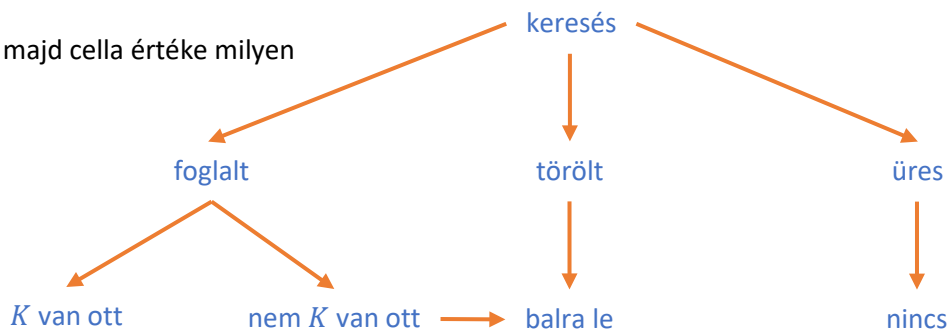 keresés
majd cella értéke milyen
foglalt
törölt
üres
K van ott
nem K van ott
balra le
nincs